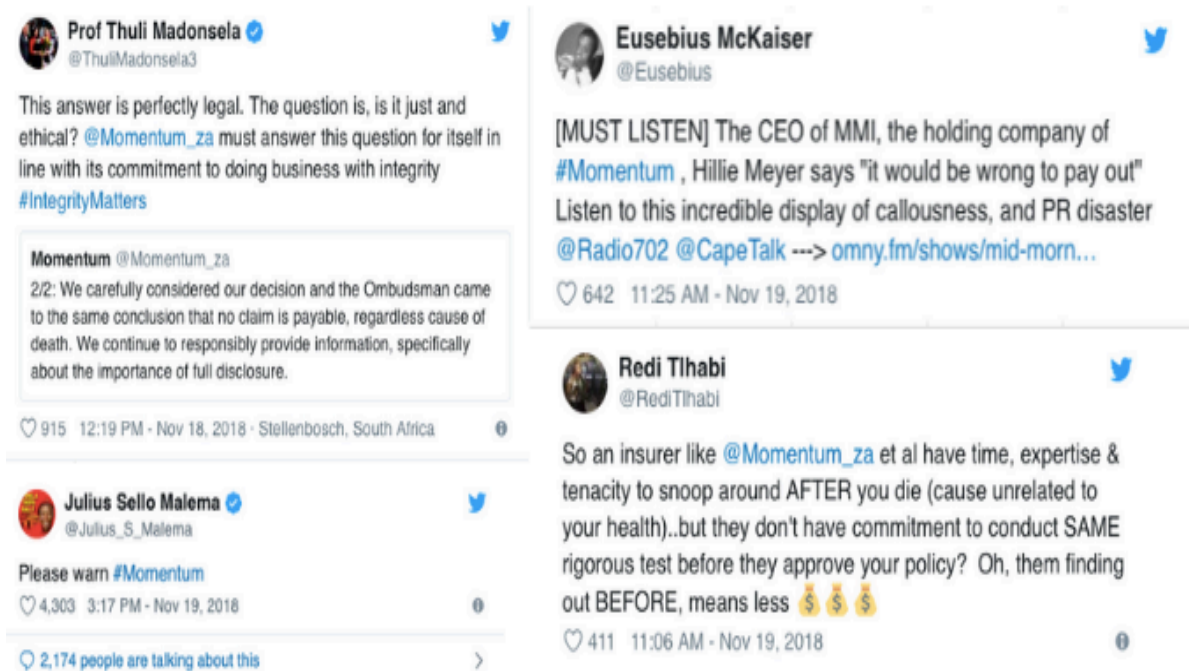 Prof Thuli Madonsela
@ThuliMadonsela3
This answer is perfectly legal. The question is, is it just and
ethical? @Momentum_za must answer this question for itself in
line with its commitment to doing business with integrity
#IntegrityMatters
Momentum @Momentum_za
2/2: We carefully considered our decision and the Ombudsman came
to the same conclusion that no claim is payable, regardless cause of
death. We continue to responsibly provide information, specifically
about the importance of full disclosure.
915 12:19 PM - Nov 18, 2018 · Stellenbosch, South Africa
Julius Sello Malema
@Julius_S_Malema
Please warn #Momentum
4,303 3:17 PM - Nov 19, 2018
2,174 people are talking about this
Eusebius McKaiser
@Eusebius
[MUST LISTEN] The CEO of MMI, the holding company of
#Momentum , Hillie Meyer says "it would be wrong to pay out"
Listen to this incredible display of callousness, and PR disaster
@Radio702 @CapeTalk ---> omny.fm/shows/mid-morn…
642 11:25 AM - Nov 19, 2018
Redi Tlhabi
@RediTlhabi
So an insurer like @Momentum_za et al have time, expertise &
tenacity to snoop around AFTER you die (cause unrelated to
your health)..but they don't have commitment to conduct SAME
rigorous test before they approve your policy? Oh, them finding
out BEFORE, means less 💰💰💰
411 11:06 AM - Nov 19, 2018